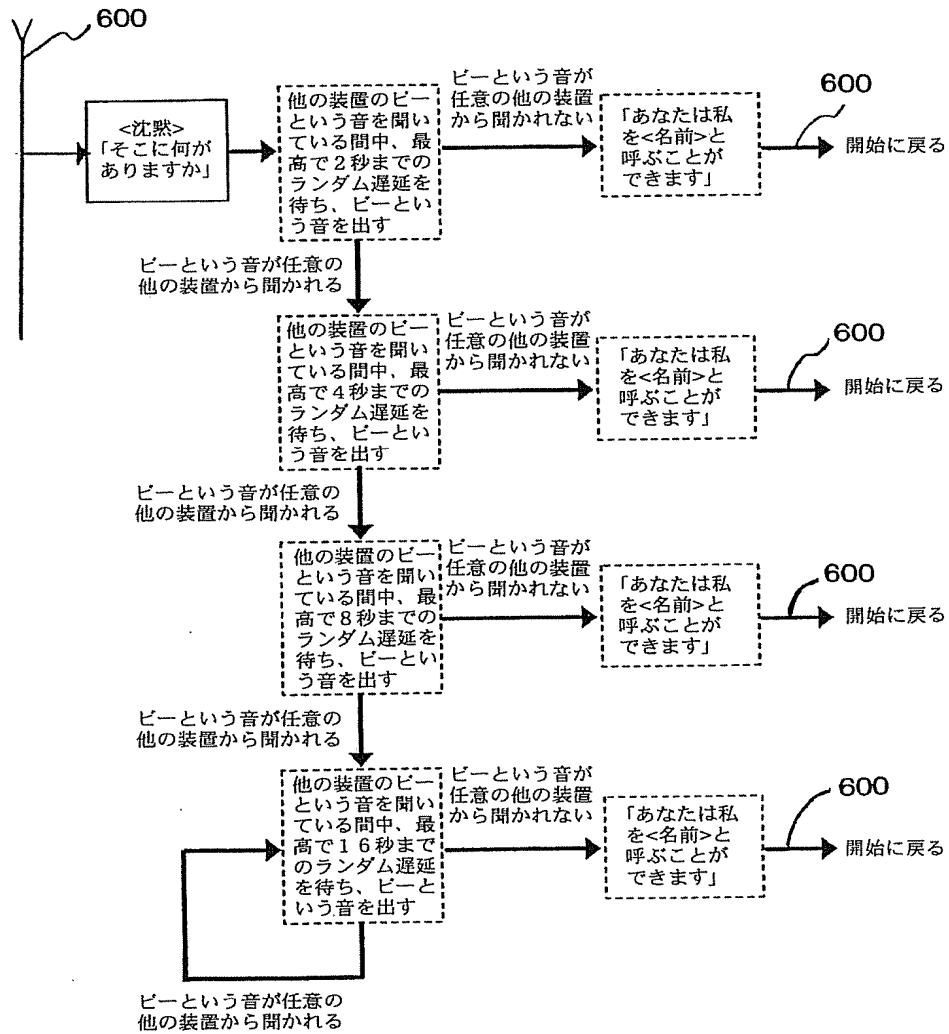 600
<沈黙>
「そこに何が
ありますか」
他の装置のビー
という音を聞い
ている間中、最
高で2秒までの
ランダム遅延を
待ち、ビーとい
う音を出す
ビーという音が
任意の他の装置
から聞かれない
「あなたは私
を<名前>と
呼ぶことが
できます」
600
開始に戻る
ビーという音が任意の
他の装置から聞かれる
他の装置のビー
という音を聞い
ている間中、最
高で4秒までの
ランダム遅延を
待ち、ビーとい
う音を出す
ビーという音が
任意の他の装置
から聞かれない
「あなたは私
を<名前>と
呼ぶことが
できます」
600
開始に戻る
ビーという音が任意の
他の装置から聞かれる
他の装置のビー
という音を聞い
ている間中、最
高で8秒までの
ランダム遅延を
待ち、ビーとい
う音を出す
ビーという音が
任意の他の装置
から聞かれない
「あなたは私
を<名前>と
呼ぶことが
できます」
600
開始に戻る
ビーという音が任意の
他の装置から聞かれる
他の装置のビー
という音を聞い
ている間中、最
高で16秒まで
のランダム遅延
を待ち、ビーと
いう音を出す
ビーという音が
任意の他の装置
から聞かれない
「あなたは私
を<名前>と
呼ぶことが
できます」
600
開始に戻る
ビーという音が任意の
他の装置から聞かれる